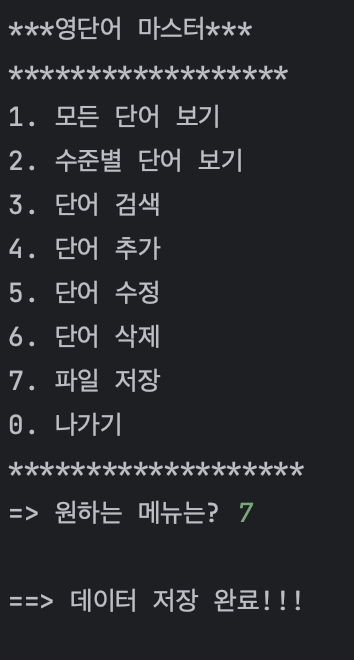 ***영단어 마스터***
******************
1. 모든 단어 보기
2. 수준별 단어 보기
3. 단어 검색
4. 단어 추가
5. 단어 수정
6. 단어 삭제
7. 파일 저장
0. 나가기
*******************
=> 원하는 메뉴는? 7
==> 데이터 저장 완료!!!